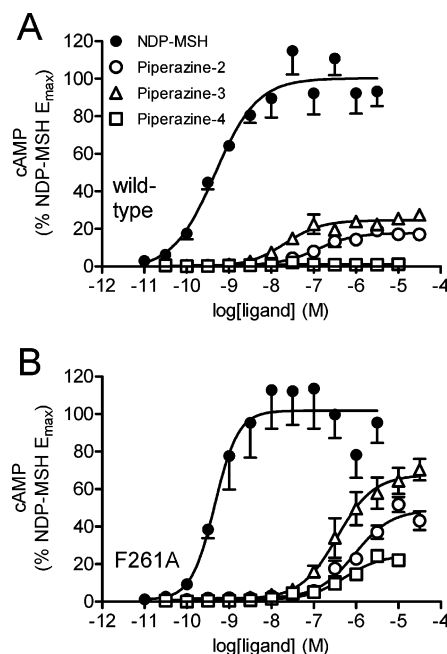 A
120
100
80
60
40
20
0
cAMP
(% NDP-MSH Emax)
NDP-MSH
Piperazine-2
Piperazine-3
Piperazine-4
wild-
type
-12 -11 -10 -9 -8 -7 -6 -5 -4
log[ligand] (M)
B
120
100
80
60
40
20
0
cAMP
(% NDP-MSH Emax)
F261A
-12 -11 -10 -9 -8 -7 -6 -5 -4
log[ligand] (M)